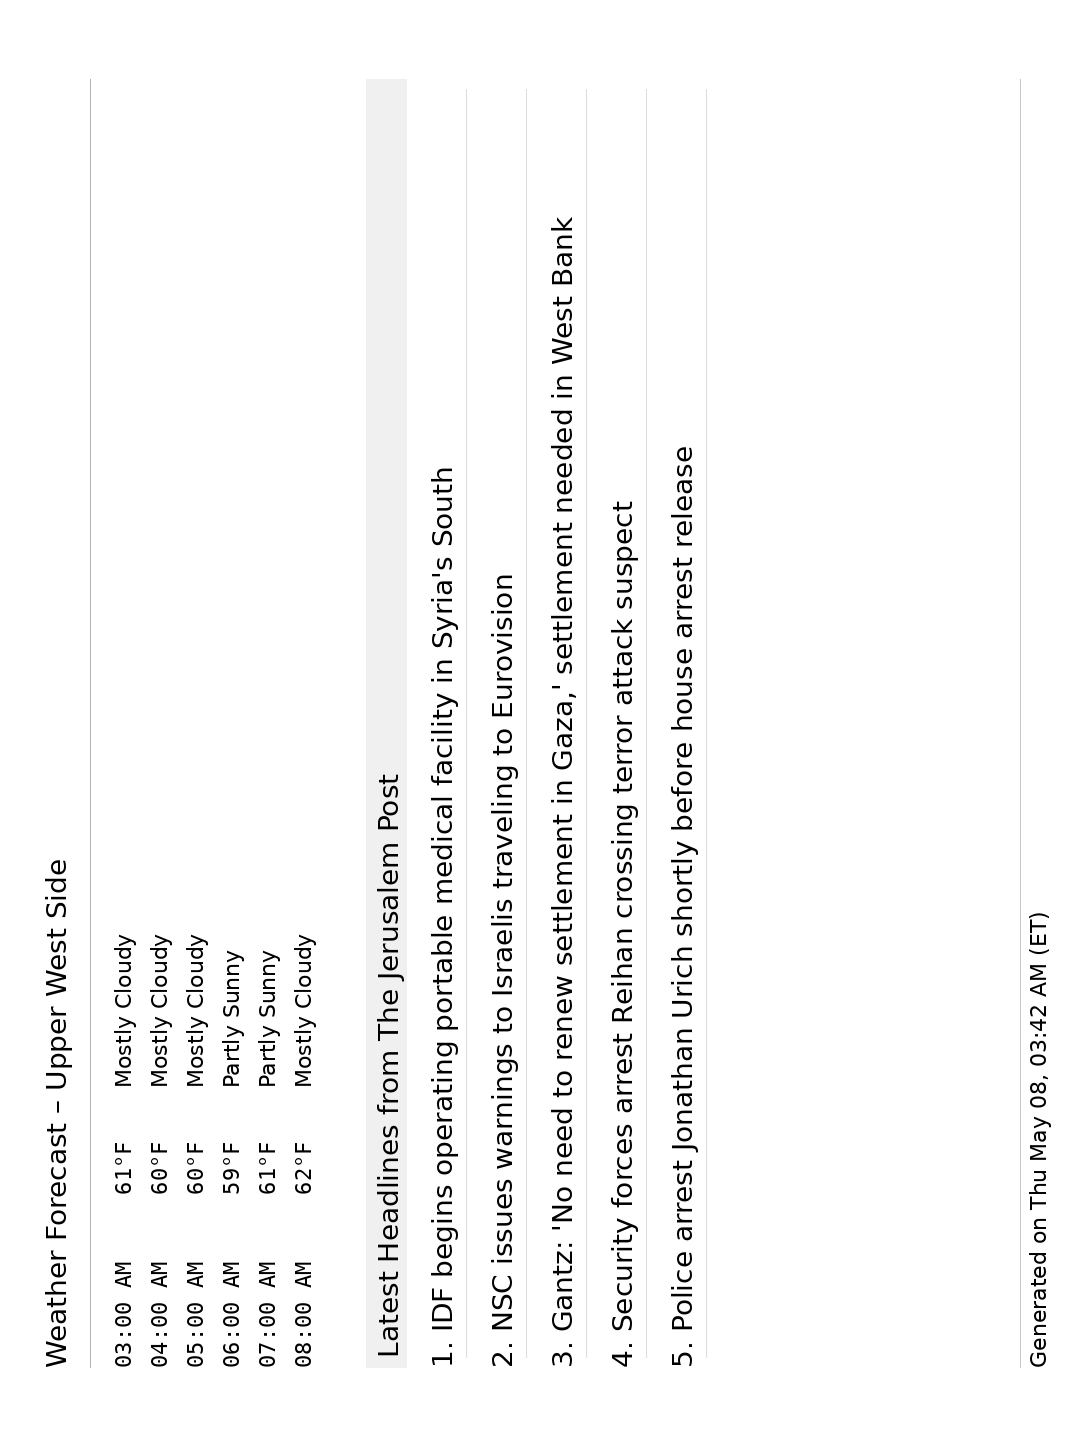 Weather Forecast – Upper West Side
03:00 AM 61°F Mostly Cloudy
04:00 AM 60°F Mostly Cloudy
05:00 AM 60°F Mostly Cloudy
06:00 AM 59°F Partly Sunny
07:00 AM 61°F Partly Sunny
08:00 AM 62°F Mostly Cloudy
Latest Headlines from The Jerusalem Post
1. IDF begins operating portable medical facility in Syria's South
2. NSC issues warnings to Israelis traveling to Eurovision
3. Gantz: 'No need to renew settlement in Gaza,' settlement needed in West Bank
4. Security forces arrest Reihan crossing terror attack suspect
5. Police arrest Jonathan Urich shortly before house arrest release
Generated on Thu May 08, 03:42 AM (ET)